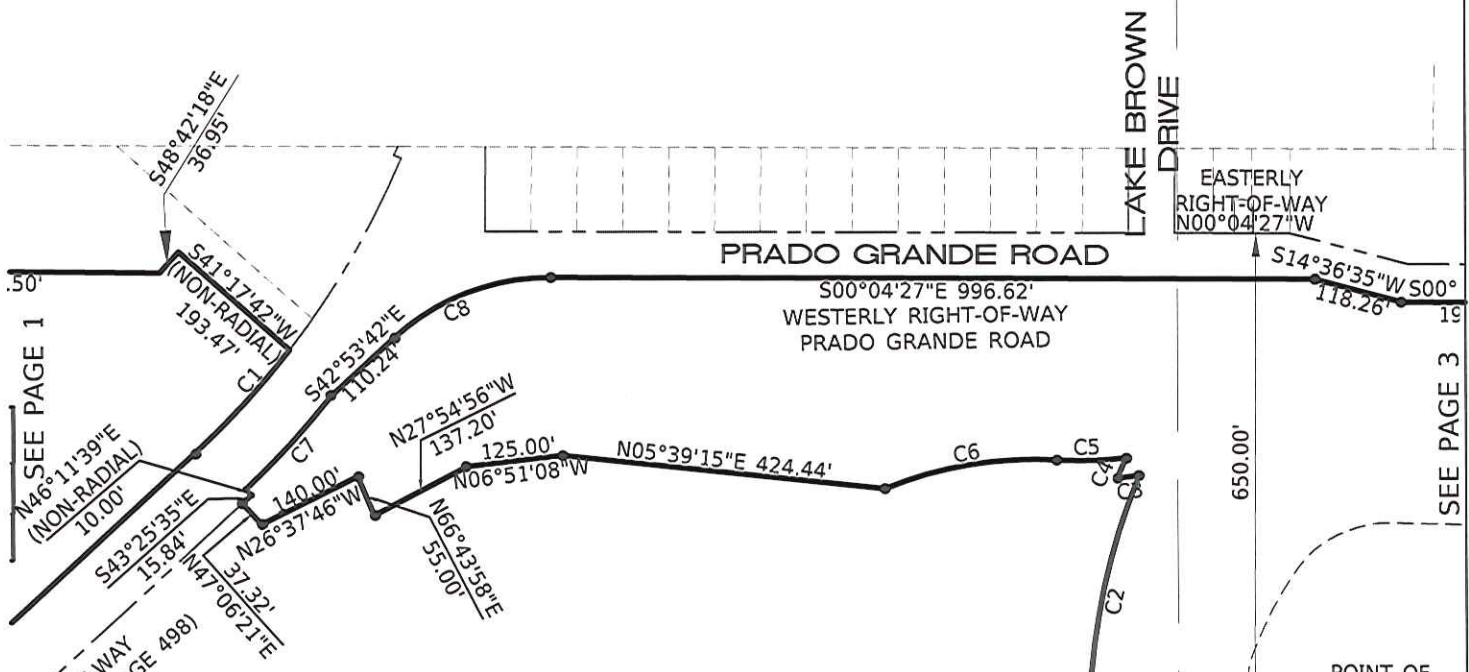 LAKE BROWN
DRIVE
S48°42'18"E
36.95'
EASTERLY
RIGHT-OF-WAY
N00°04'27"W
PRADO GRANDE ROAD
S41°17'42"W
(NON-RADIAL)
193.47'
.50'
S00°04'27"E 996.62'
WESTERLY RIGHT-OF-WAY
PRADO GRANDE ROAD
S14°36'35"W
118.26'
S00°
19
SEE PAGE 1
C1
S42°53'42"E
110.24'
C8
C7
N27°54'56"W
137.20'
125.00'
N06°51'08"W
N05°39'15"E 424.44'
C6
C5
C4
C3
C2
650.00'
SEE PAGE 3
N46°11'39"E
(NON-RADIAL)
10.00'
S43°25'35"E
15.84'
140.00'
N26°37'46"W
N66°43'58"E
55.00'
37.32'
N47°06'21"E
WAY
GE 498)
POINT OF